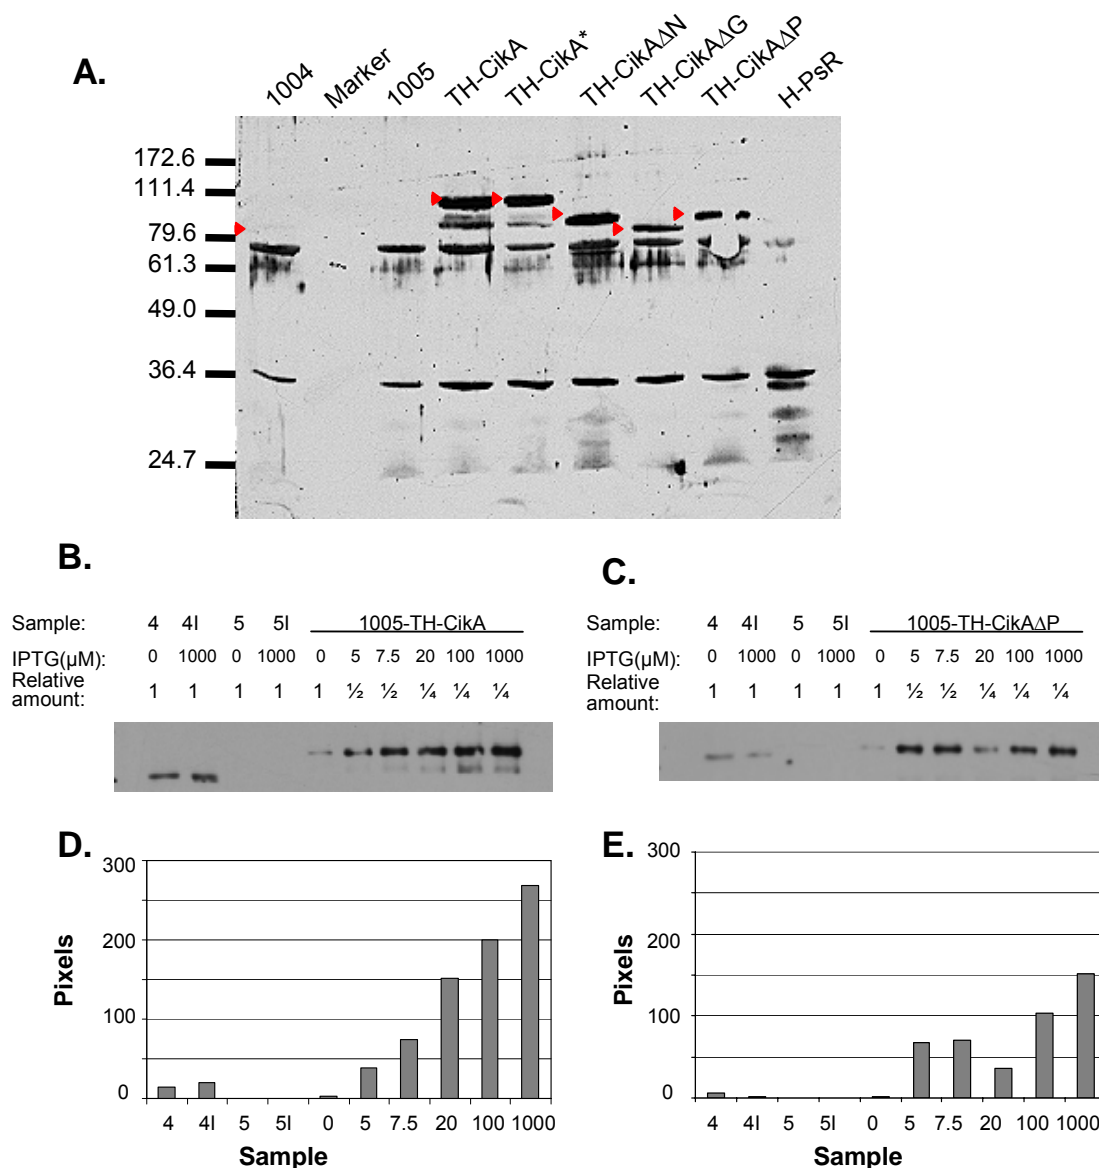 A.
1004 Marker 1005 TH-CikA TH-CikA* TH-CikAΔN TH-CikAΔG TH-CikAΔP H-PsR
172.6
111.4
79.6
61.3
49.0
36.4
24.7
B.
Sample: 4 4I 5 5I 1005-TH-CikA
IPTG(µM): 0 1000 0 1000 0 5 7.5 20 100 1000
Relative
amount: 1 1 1 1 1 ½ ½ ¼ ¼ ¼
C.
Sample: 4 4I 5 5I 1005-TH-CikAΔP
IPTG(µM): 0 1000 0 1000 0 5 7.5 20 100 1000
Relative
amount: 1 1 1 1 1 ½ ½ ¼ ¼ ¼
D.
300
200
100
0
Pixels
4 4I 5 5I 0 5 7.5 20 100 1000
Sample
E.
300
200
100
0
Pixels
4 4I 5 5I 0 5 7.5 20 100 1000
Sample